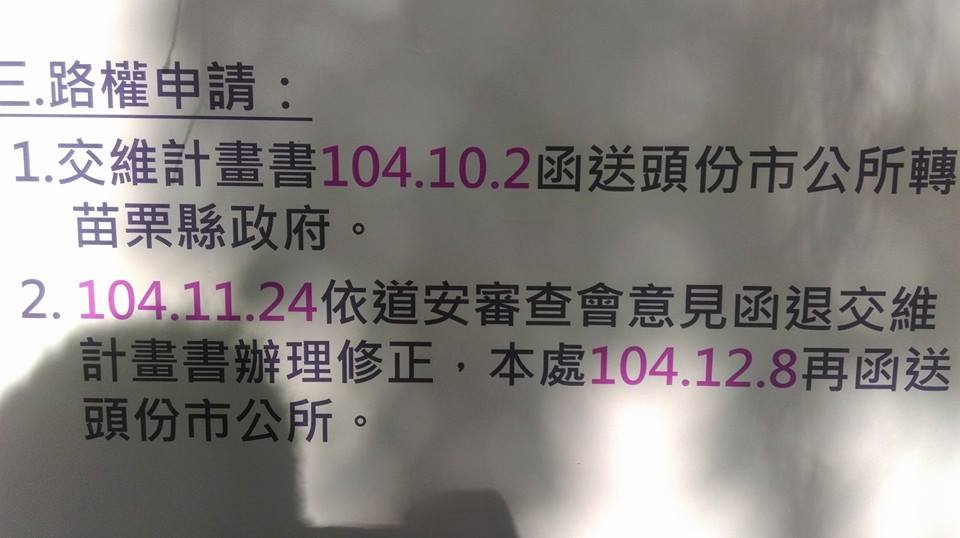 三.路權申請：
1.交維計畫書104.10.2函送頭份市公所轉
苗栗縣政府。
2. 104.11.24依道安審查會意見函退交維
計畫書辦理修正，本處104.12.8再函送
頭份市公所。